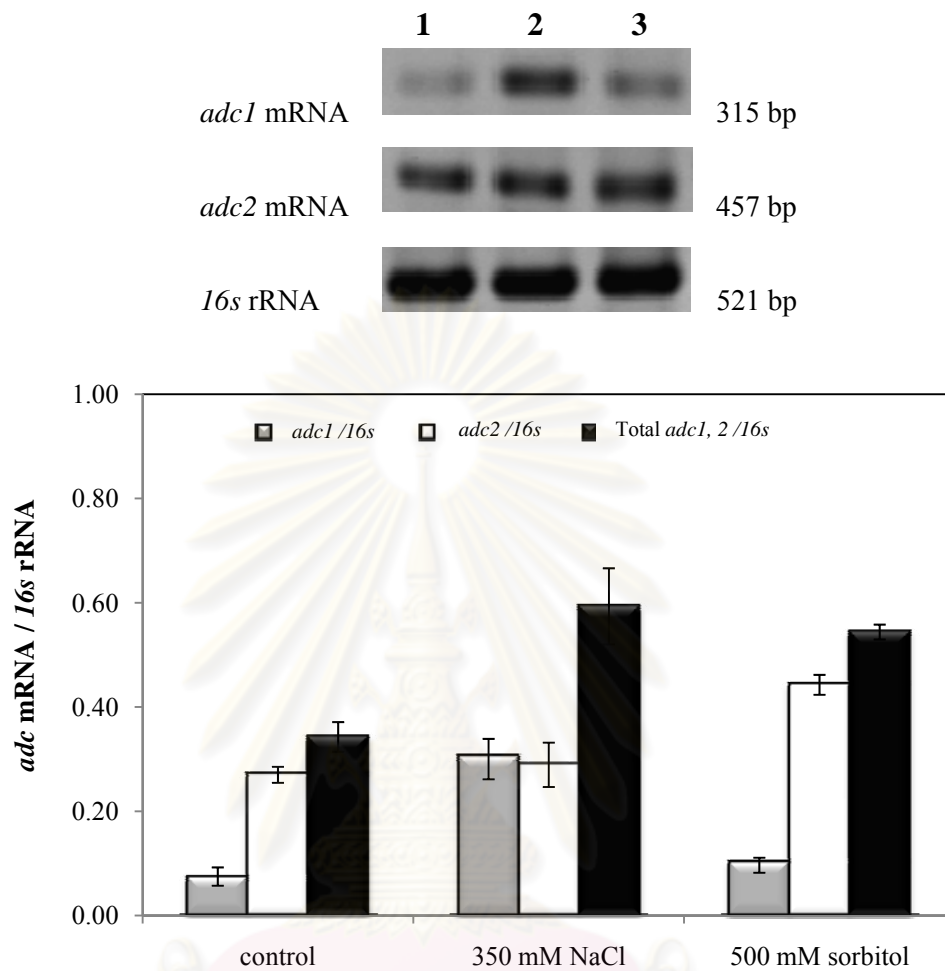 1 2 3
adc1 mRNA 315 bp
adc2 mRNA 457 bp
16s rRNA 521 bp
1.00
adc1 /16s adc2 /16s Total adc1, 2 /16s
0.80
0.60
0.40
0.20
0.00
adc mRNA / 16s rRNA
control 350 mM NaCl 500 mM sorbitol